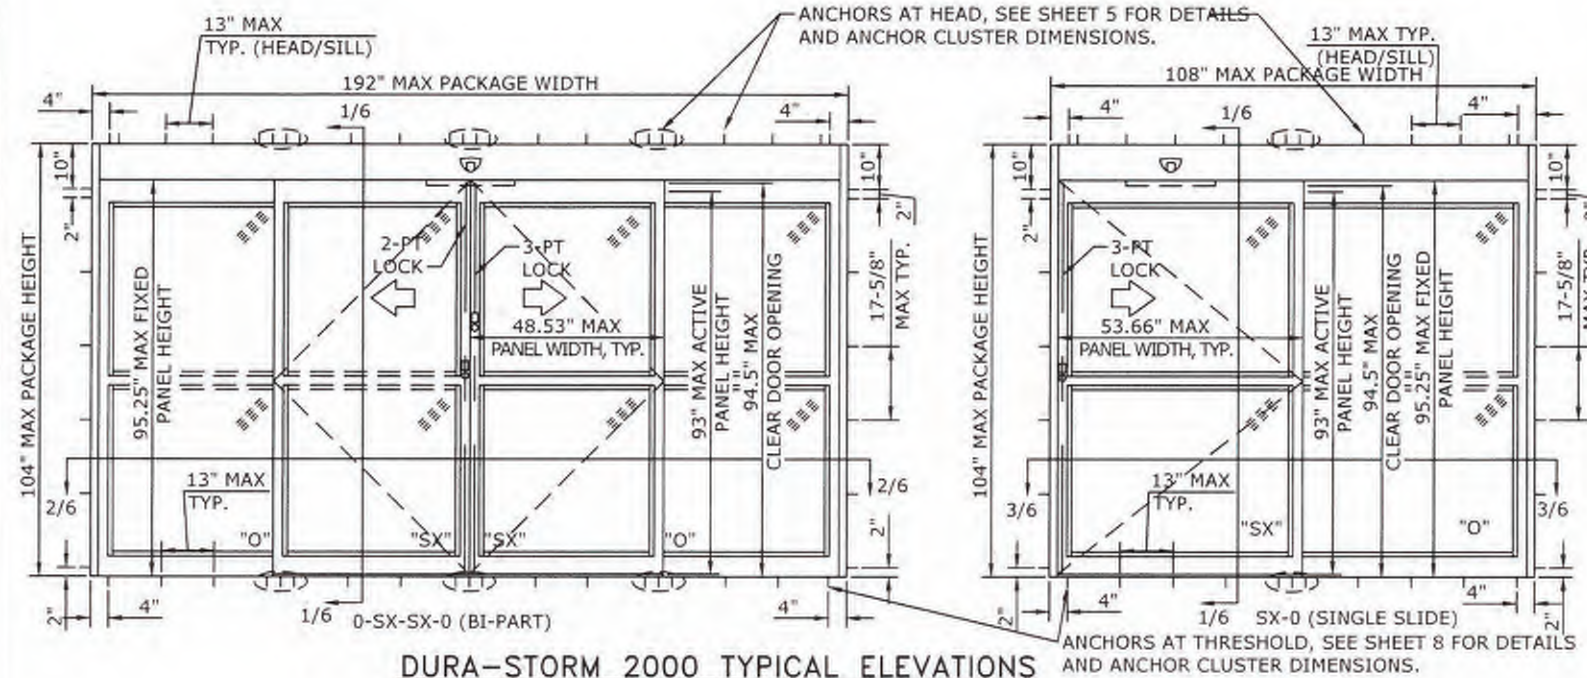 13" MAX
TYP. (HEAD/SILL)
ANCHORS AT HEAD, SEE SHEET 5 FOR DETAILS
AND ANCHOR CLUSTER DIMENSIONS.
13" MAX TYP.
(HEAD/SILL)
192" MAX PACKAGE WIDTH
108" MAX PACKAGE WIDTH
4"
1/6
4"
4"
1/6
4"
10"
2"
10"
2"
10"
2"
10"
104" MAX PACKAGE HEIGHT
95.25" MAX FIXED
PANEL HEIGHT
2-PT
LOCK
3-PT
LOCK
48.53" MAX
PANEL WIDTH, TYP.
93" MAX ACTIVE
PANEL HEIGHT
94.5" MAX
CLEAR DOOR OPENING
17-5/8"
MAX TYP.
104" MAX PACKAGE HEIGHT
3-PT
LOCK
53.66" MAX
PANEL WIDTH, TYP.
93" MAX ACTIVE
PANEL HEIGHT
94.5" MAX
CLEAR DOOR OPENING
95.25" MAX FIXED
PANEL HEIGHT
17-5/8"
2/6
13" MAX
TYP.
2/6
3/6
13" MAX
TYP.
3/6
"O"
"SX"
"SX"
"O"
2"
"SX"
"O"
2"
4"
1/6
0-SX-SX-0 (BI-PART)
4"
2"
4"
1/6
SX-0 (SINGLE SLIDE)
4"
2"
DURA-STORM 2000 TYPICAL ELEVATIONS
ANCHORS AT THRESHOLD, SEE SHEET 8 FOR DETAILS
AND ANCHOR CLUSTER DIMENSIONS.